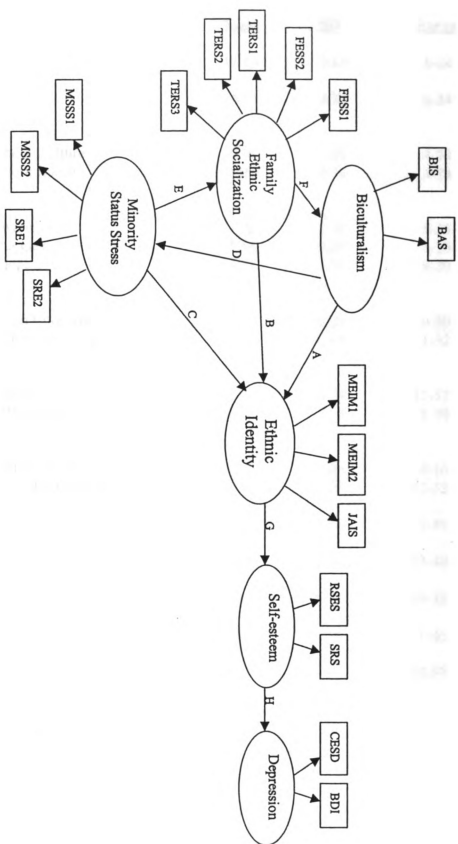 BIS
BAS
FESS1
FESS2
TERS1
TERS2
TERS3
MSSS1
MSSS2
SRE1
SRE2
Biculturalism
Family
Ethnic
Socialization
Minority
Status Stress
F
E
D
A
B
C
MEIM1
MEIM2
JAIS
Ethnic
Identity
G
RSES
SRS
Self-esteem
H
CESD
BDI
Depression